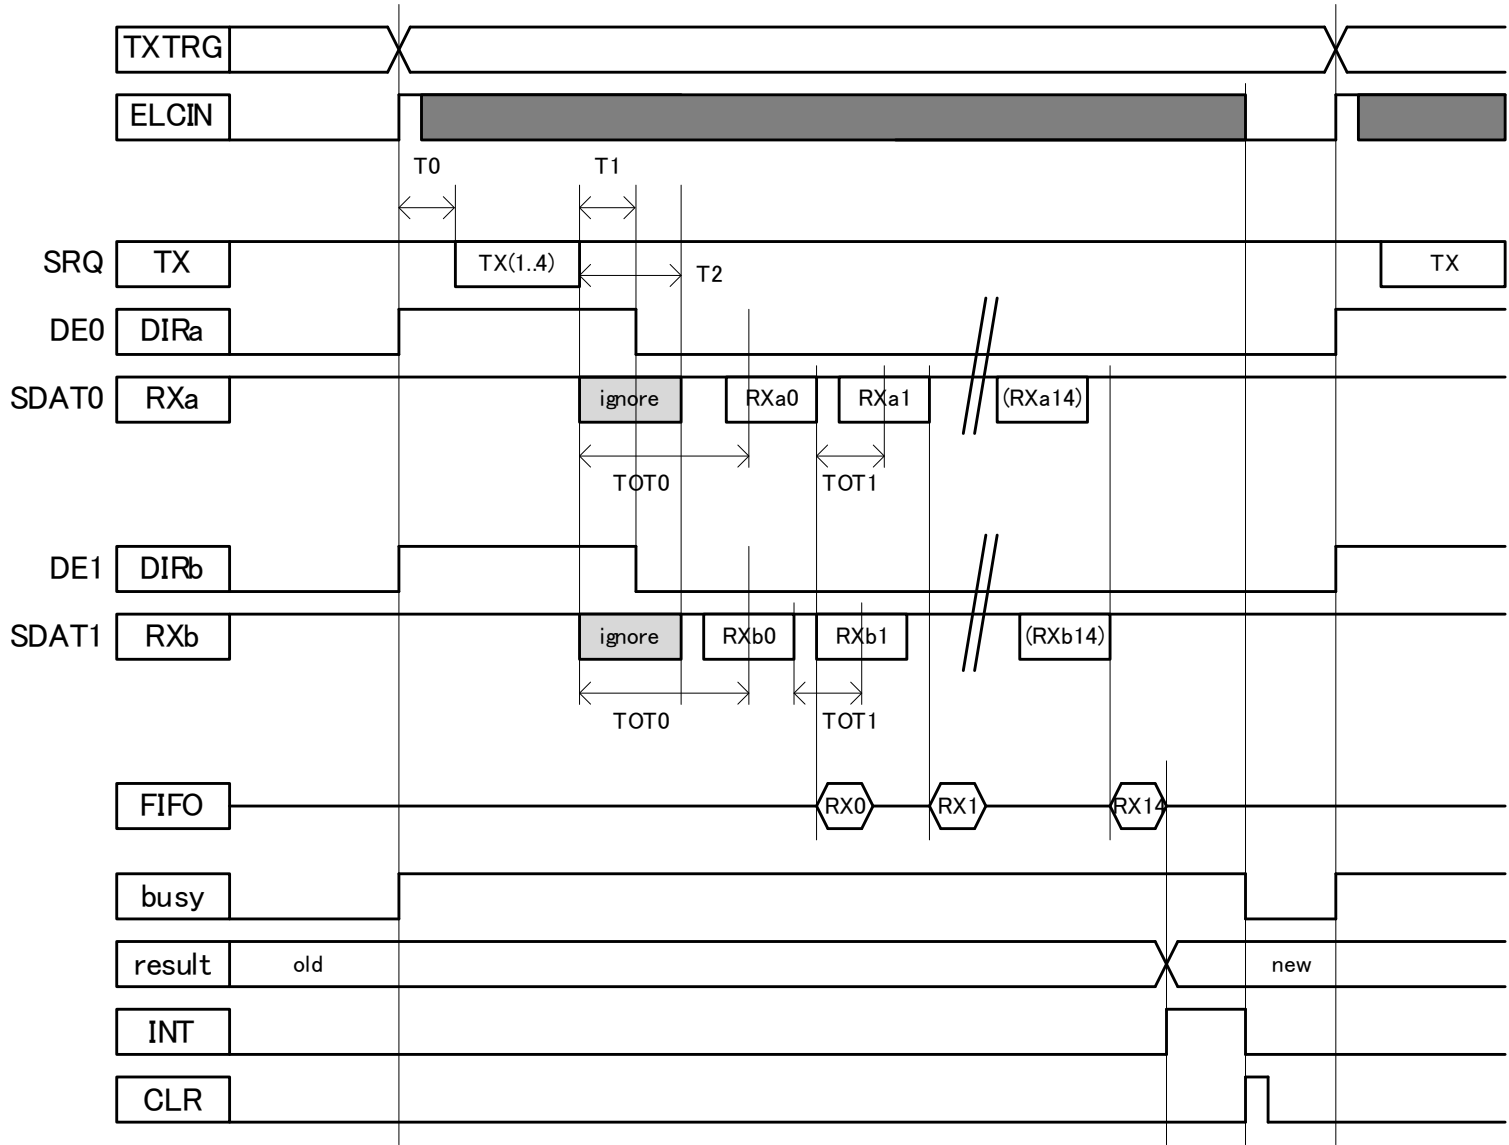 TXTRG
ELCIN
T0 T1
SRQ TX TX(1..4) T2 TX
DE0 DIRa
SDAT0 RXa ignore RXa0 RXa1 (RXa14)
TOT0 TOT1
DE1 DIRb
SDAT1 RXb ignore RXb0 RXb1 (RXb14)
TOT0 TOT1
FIFO RX0 RX1 RX14
busy
result old new
INT
CLR